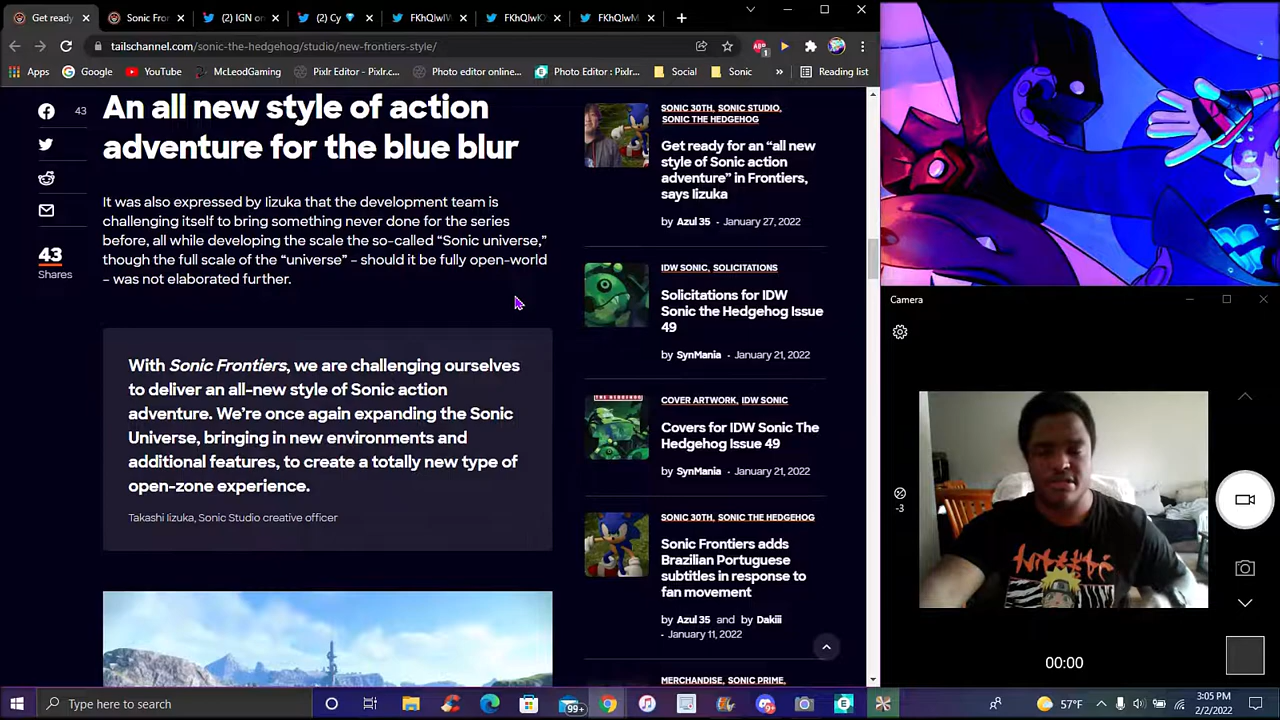 Get ready
Sonic Fron
(2) IGN on
(2) Cy
FKhQlwIW
FKhQlwK
FKhQlwM
tailschannel.com/sonic-the-hedgehog/studio/new-frontiers-style/
1
Apps
Google
YouTube
McLeodGaming
Pixlr Editor - Pixlr.c...
Photo editor online...
Photo Editor : Pixlr...
Social
Sonic
»
Reading list
43
43
Shares
An all new style of action
adventure for the blue blur
It was also expressed by Iizuka that the development team is
challenging itself to bring something never done for the series
before, all while developing the scale the so-called “Sonic universe,”
though the full scale of the “universe” – should it be fully open-world
– was not elaborated further.
With Sonic Frontiers, we are challenging ourselves
to deliver an all-new style of Sonic action
adventure. We’re once again expanding the Sonic
Universe, bringing in new environments and
additional features, to create a totally new type of
open-zone experience.
Takashi Iizuka, Sonic Studio creative officer
SONIC 30TH, SONIC STUDIO,
SONIC THE HEDGEHOG
Get ready for an “all new
style of Sonic action
adventure” in Frontiers,
says Iizuka
by Azul 35 - January 27, 2022
IDW SONIC, SOLICITATIONS
Solicitations for IDW
Sonic the Hedgehog Issue
49
by SynMania - January 21, 2022
COVER ARTWORK, IDW SONIC
Covers for IDW Sonic The
Hedgehog Issue 49
by SynMania - January 21, 2022
SONIC 30TH, SONIC THE HEDGEHOG
Sonic Frontiers adds
Brazilian Portuguese
subtitles in response to
fan movement
by Azul 35 and by Dakiii
- January 11, 2022
MERCHANDISE, SONIC PRIME,
Camera
-3
00:00
Type here to search
99+
57°F
3:05 PM
2/2/2022